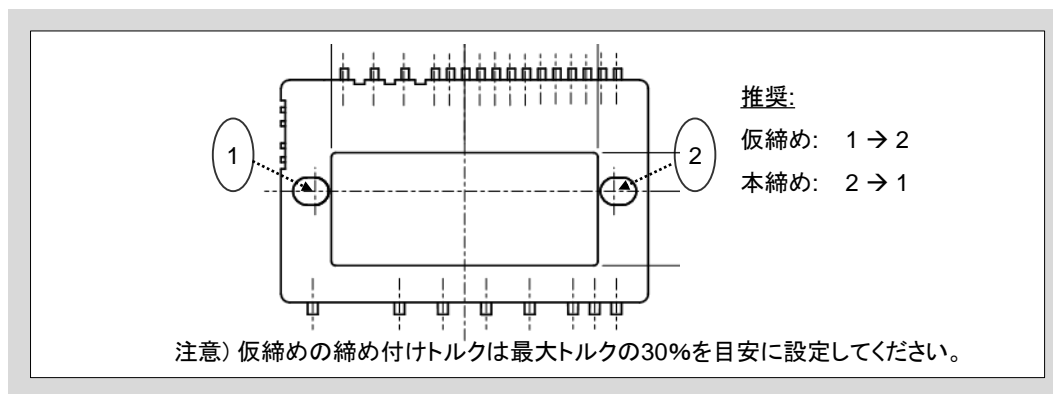 推奨:
1
仮締め: 1 → 2
2
本締め: 2 → 1
注意) 仮締めの締め付けトルクは最大トルクの30%を目安に設定してください。